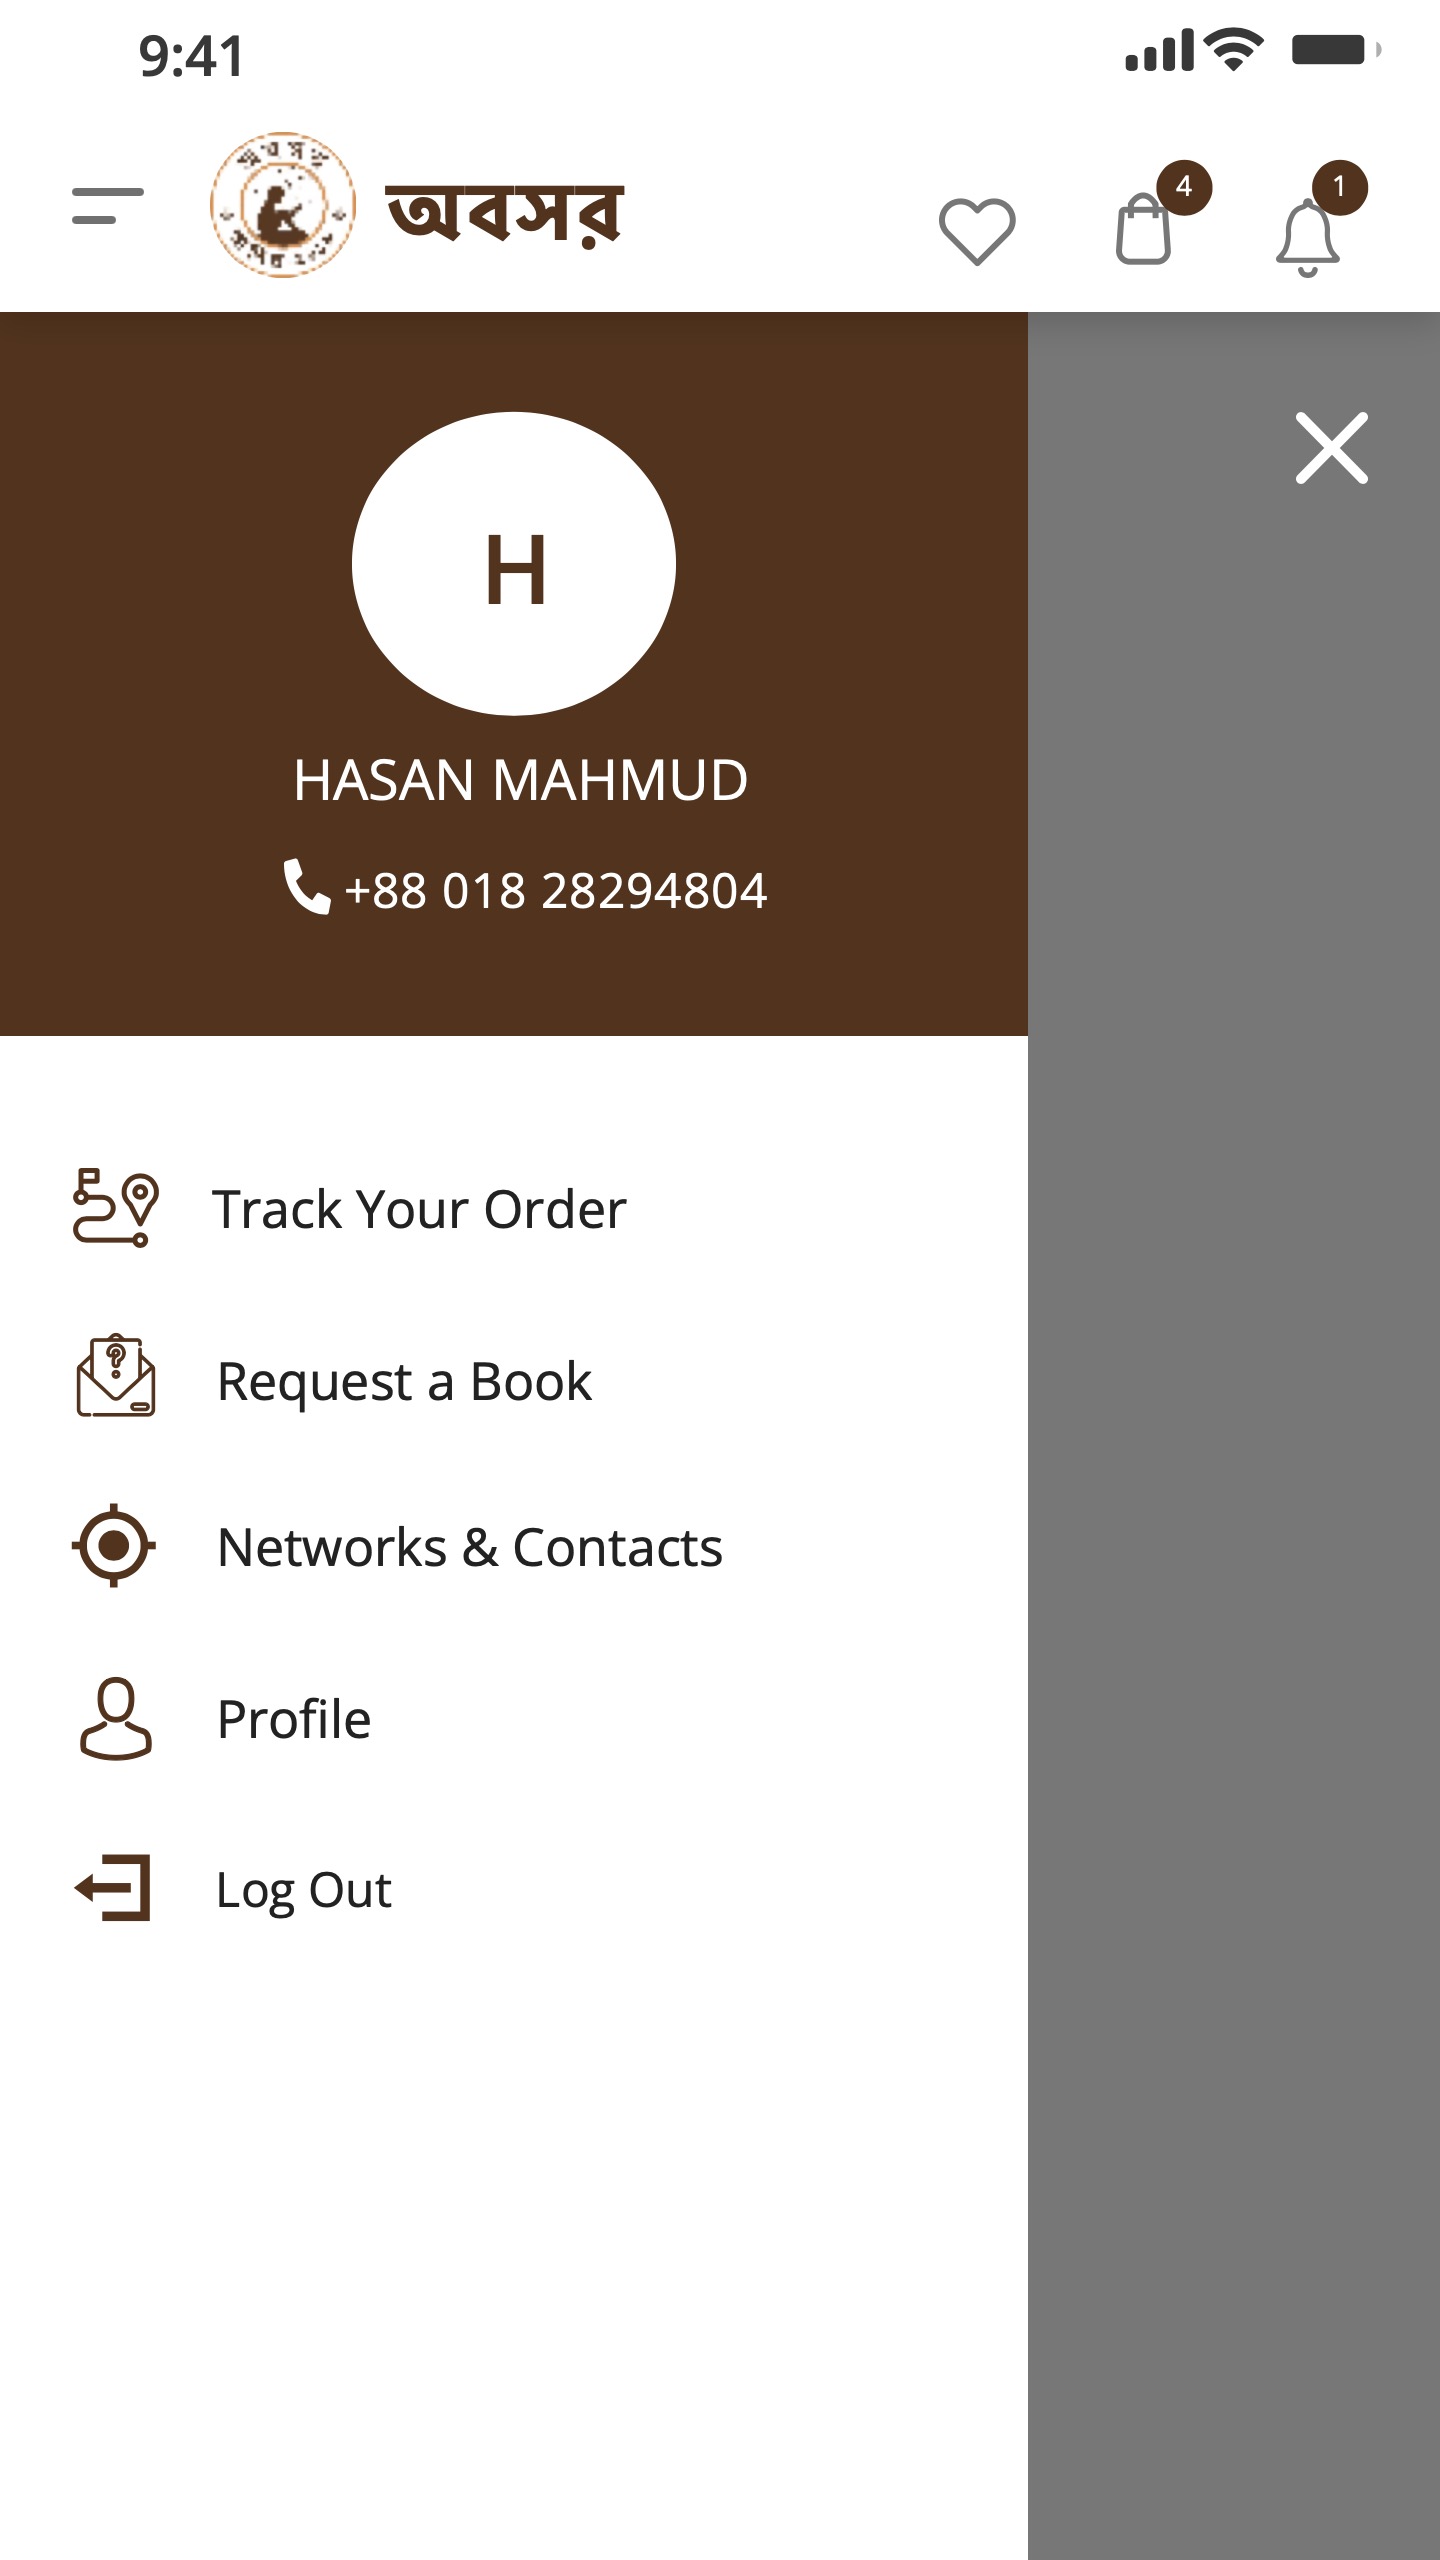 9:41
অবসর
4
1
H
HASAN MAHMUD
+88 018 28294804
Track Your Order
?
Request a Book
Networks & Contacts
Profile
Log Out